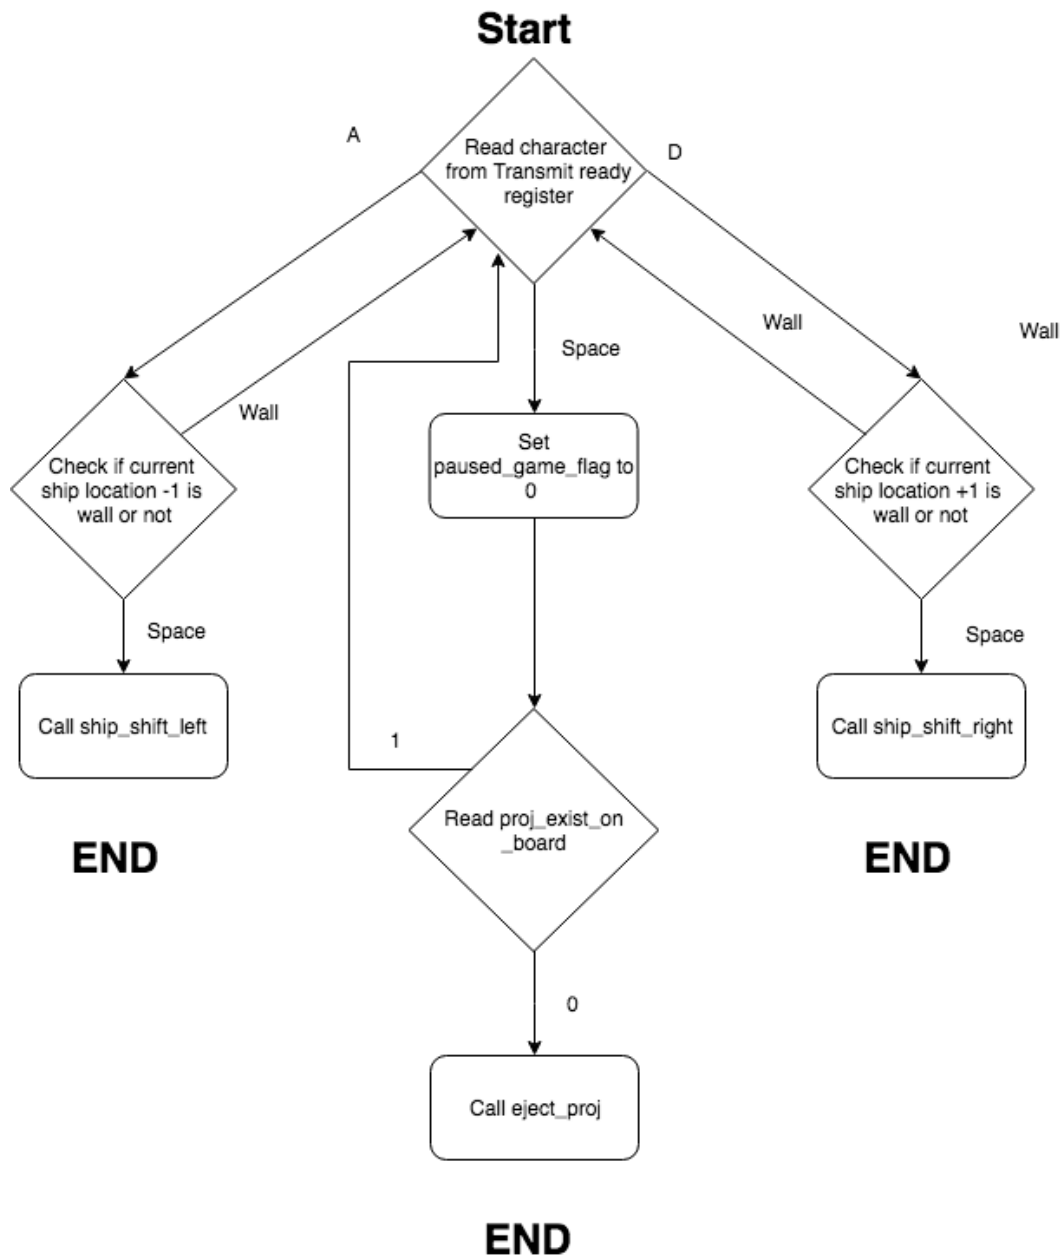 Start
A
Read character
from Transmit ready
register
D
Wall
Wall
Space
Wall
Check if current
ship location -1 is
wall or not
Set
paused_game_flag to
0
Check if current
ship location +1 is
wall or not
Space
Space
Call ship_shift_left
Call ship_shift_right
1
Read proj_exist_on
_board
END
END
0
Call eject_proj
END